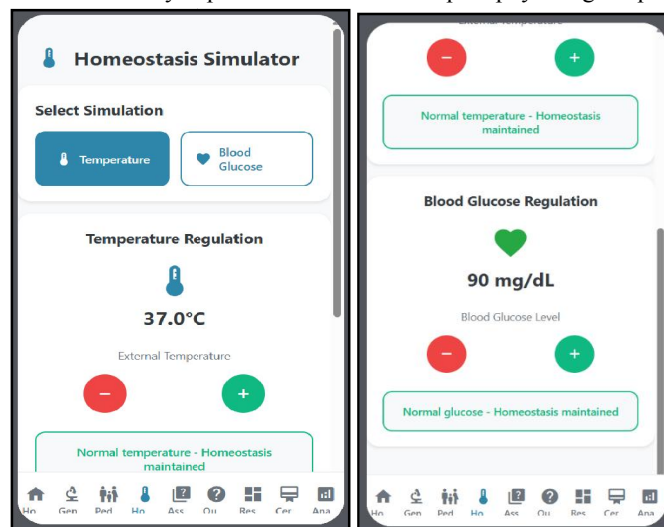 Homeostasis Simulator
Select Simulation
Temperature
Blood
Glucose
Temperature Regulation
37.0°C
External Temperature
−
+
Normal temperature - Homeostasis
maintained
Ho
Gen
Ped
Ho
Ass
Qu
Res
Cer
Ana
External Temperature
−
+
Normal temperature - Homeostasis
maintained
Blood Glucose Regulation
90 mg/dL
Blood Glucose Level
−
+
Normal glucose - Homeostasis maintained
Ho
Gen
Ped
Ho
Ass
Qu
Res
Cer
Ana